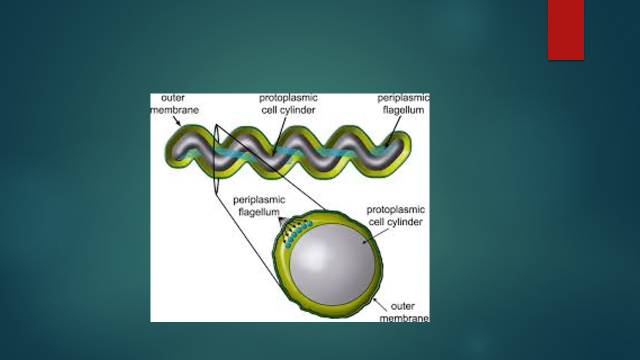 outer
membrane
protoplasmic
cell cylinder
periplasmic
flagellum
periplasmic
flagellum
protoplasmic
cell cylinder
outer
membrane